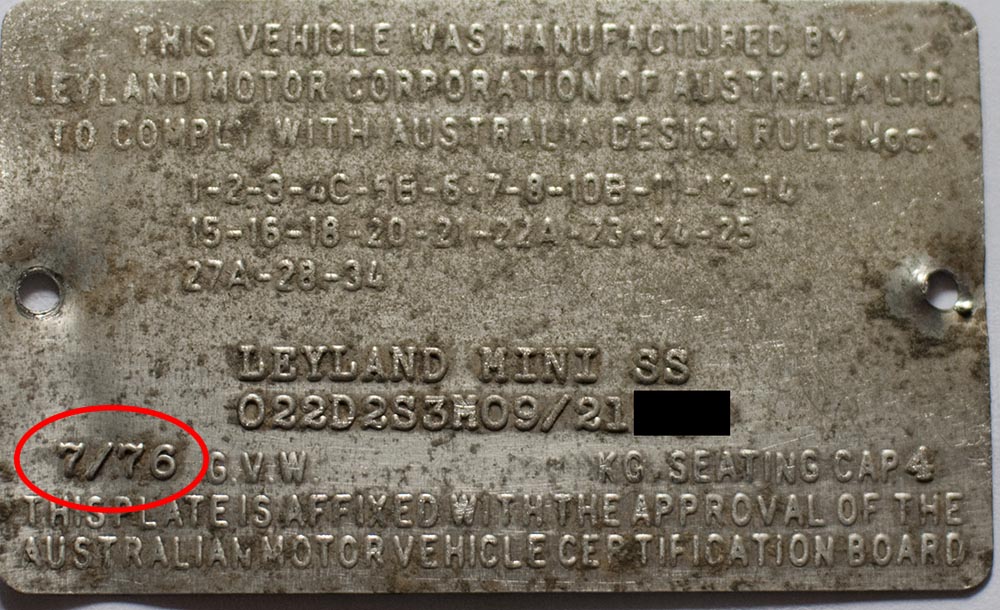 THIS VEHICLE WAS MANUFACTURED BY
LEYLAND MOTOR CORPORATION OF AUSTRALIA LTD.
TO COMPLY WITH AUSTRALIA DESIGN RULE Nos.
1-2-3-4C-5B-6-7-8-10B-11-12-14
15-16-18-20-21-22A-23-24-25
27A-28-34
LEYLAND MINI SS
022D2S3M09/21
7/76 G.V.W. KG. SEATING CAP 4
THIS PLATE IS AFFIXED WITH THE APPROVAL OF THE
AUSTRALIAN MOTOR VEHICLE CERTIFICATION BOARD